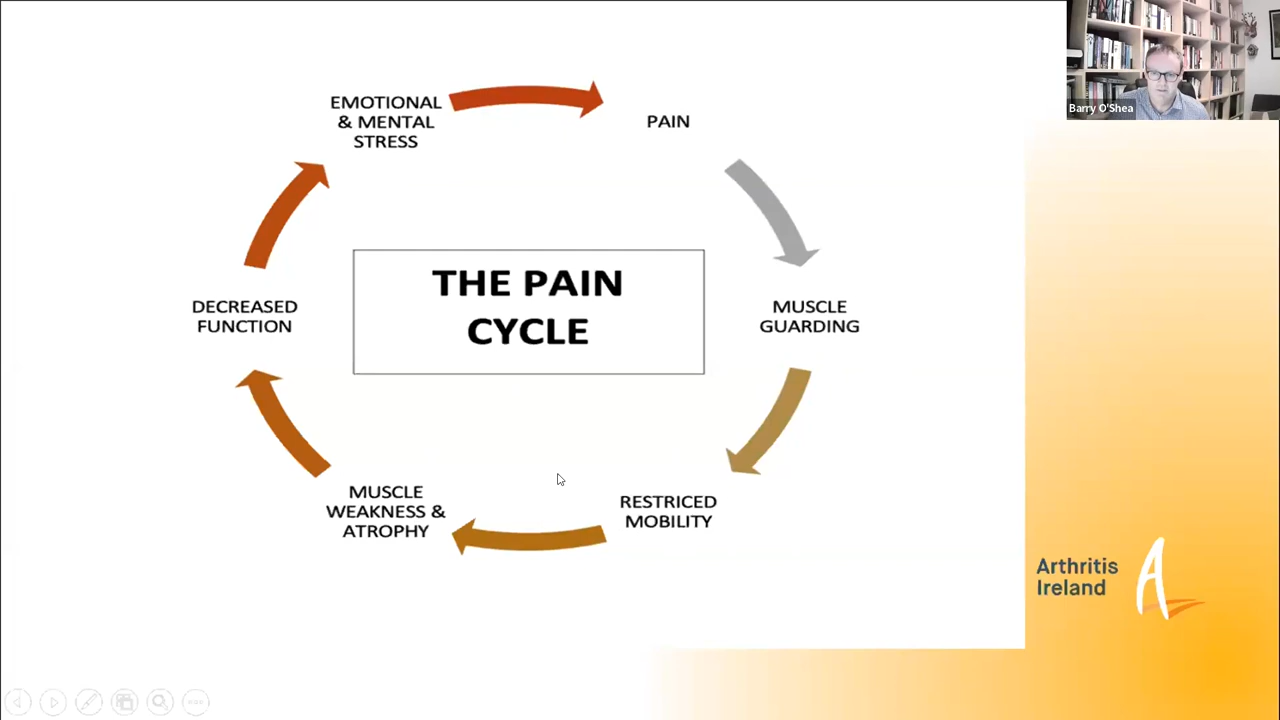 Barry O'Shea
EMOTIONAL
& MENTAL
STRESS
PAIN
THE PAIN
CYCLE
DECREASED
FUNCTION
MUSCLE
GUARDING
MUSCLE
WEAKNESS &
ATROPHY
RESTRICED
MOBILITY
Arthritis
Ireland